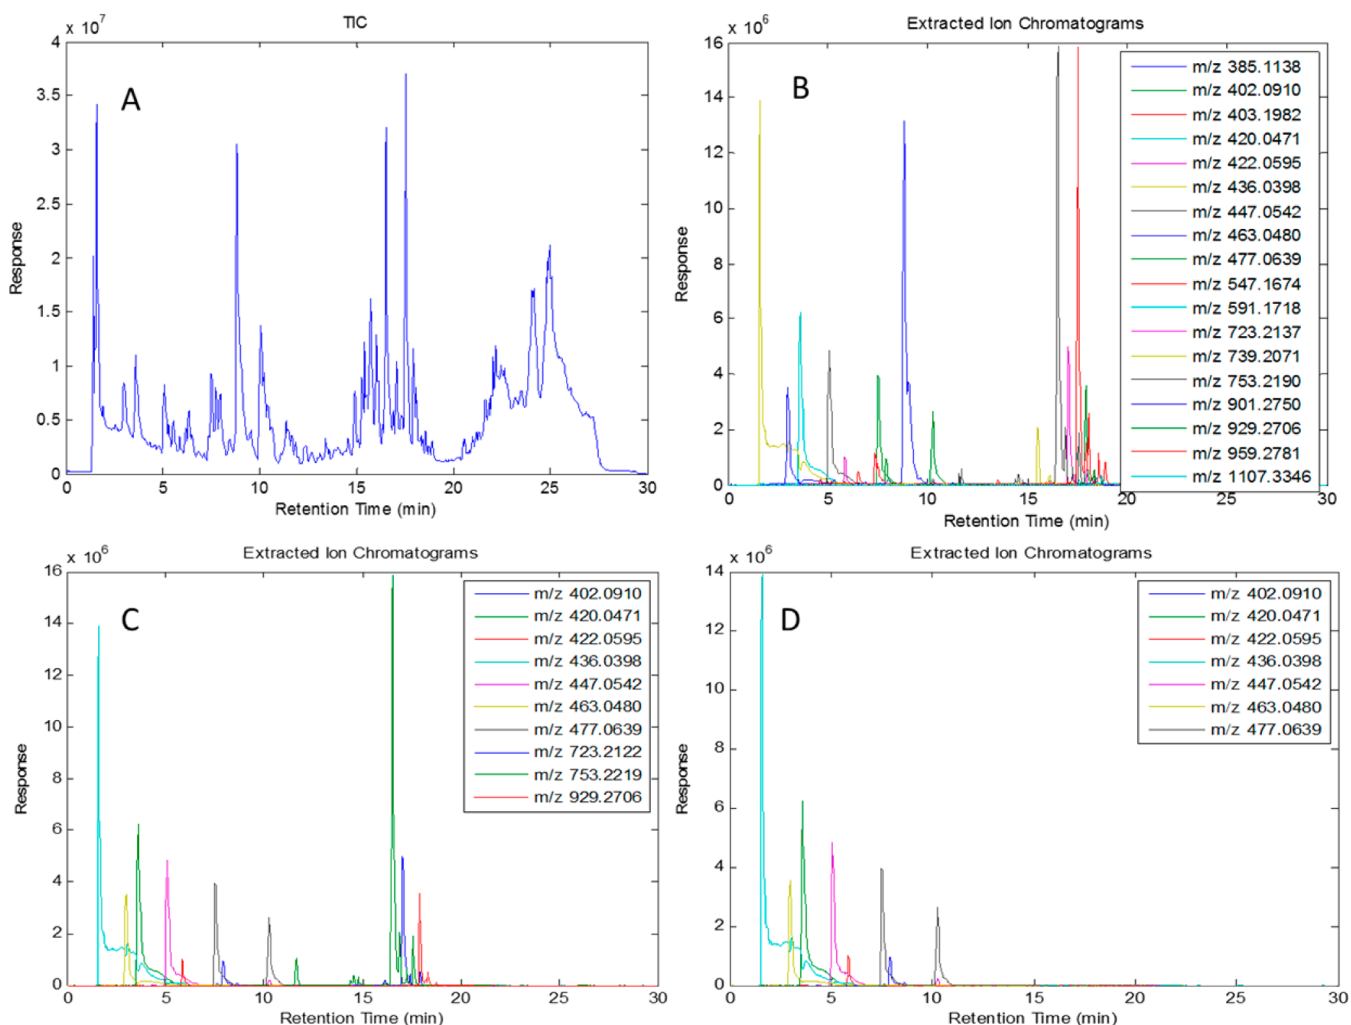 TIC
x 10^7
4
3.5
3
2.5
2
1.5
1
0.5
0
Response
A
0 5 10 15 20 25 30
Retention Time (min)
Extracted Ion Chromatograms
x 10^6
16
14
12
10
8
6
4
2
0
Response
B
m/z 385.1138
m/z 402.0910
m/z 403.1982
m/z 420.0471
m/z 422.0595
m/z 436.0398
m/z 447.0542
m/z 463.0480
m/z 477.0639
m/z 547.1674
m/z 591.1718
m/z 723.2137
m/z 739.2071
m/z 753.2190
m/z 901.2750
m/z 929.2706
m/z 959.2781
m/z 1107.3346
0 5 10 15 20 25 30
Retention Time (min)
Extracted Ion Chromatograms
x 10^6
16
14
12
10
8
6
4
2
0
Response
C
m/z 402.0910
m/z 420.0471
m/z 422.0595
m/z 436.0398
m/z 447.0542
m/z 463.0480
m/z 477.0639
m/z 723.2122
m/z 753.2219
m/z 929.2706
0 5 10 15 20 25 30
Retention Time (min)
Extracted Ion Chromatograms
x 10^6
14
12
10
8
6
4
2
0
Response
D
m/z 402.0910
m/z 420.0471
m/z 422.0595
m/z 436.0398
m/z 447.0542
m/z 463.0480
m/z 477.0639
0 5 10 15 20 25 30
Retention Time (min)